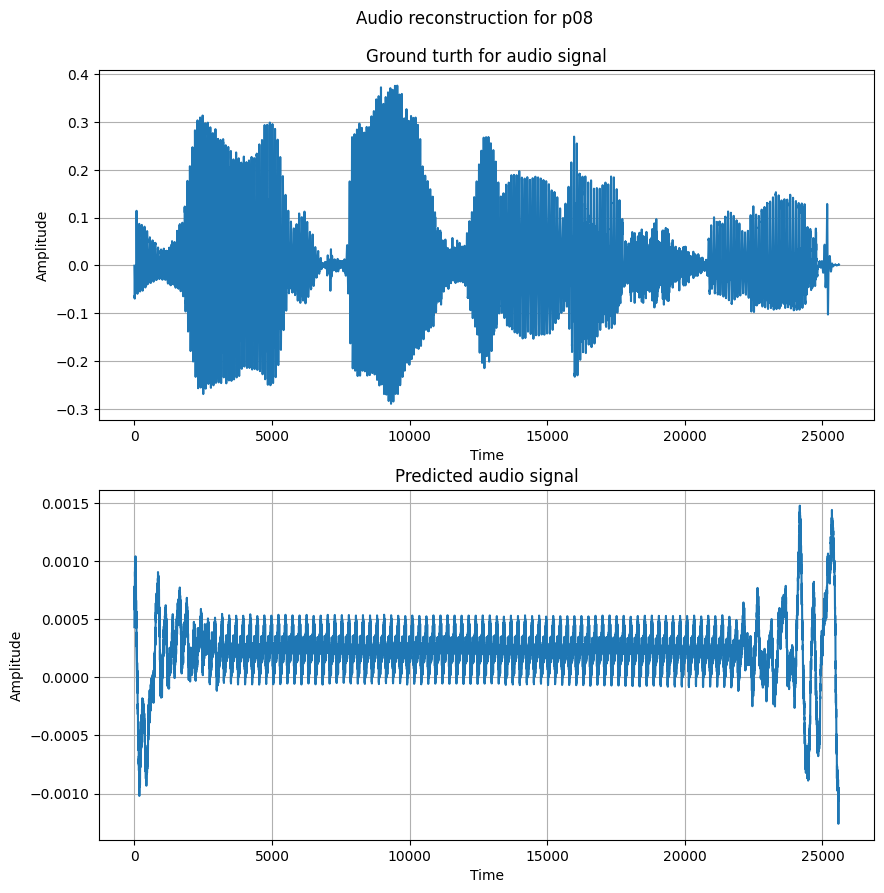 Audio reconstruction for p08
Ground turth for audio signal
0.4
0.3
0.2
0.1
0.0
−0.1
−0.2
−0.3
Amplitude
0 5000 10000 15000 20000 25000
Time
Predicted audio signal
0.0015
0.0010
0.0005
0.0000
−0.0005
−0.0010
Amplitude
0 5000 10000 15000 20000 25000
Time